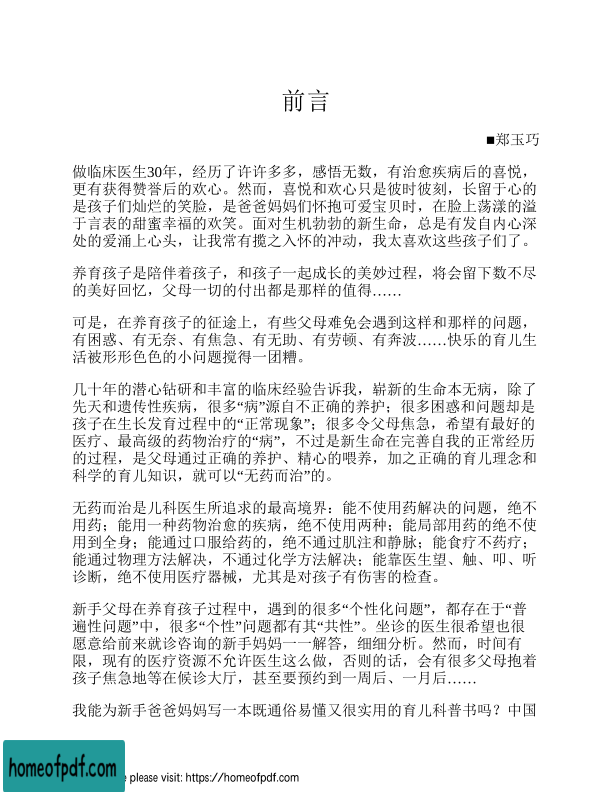 前言
■郑玉巧
做临床医生30年，经历了许许多多，感悟无数，有治愈疾病后的喜悦，
更有获得赞誉后的欢心。然而，喜悦和欢心只是彼时彼刻，长留于心的
是孩子们灿烂的笑脸，是爸爸妈妈们怀抱可爱宝贝时，在脸上荡漾的溢
于言表的甜蜜幸福的欢笑。面对生机勃勃的新生命，总是有发自内心深
处的爱涌上心头，让我常有揽之入怀的冲动，我太喜欢这些孩子们了。
养育孩子是陪伴着孩子，和孩子一起成长的美妙过程，将会留下数不尽
的美好回忆，父母一切的付出都是那样的值得……
可是，在养育孩子的征途上，有些父母难免会遇到这样和那样的问题，
有困惑、有无奈、有焦急、有无助、有劳顿、有奔波……快乐的育儿生
活被形形色色的小问题搅得一团糟。
几十年的潜心钻研和丰富的临床经验告诉我，崭新的生命本无病，除了
先天和遗传性疾病，很多“病”源自不正确的养护；很多困惑和问题却是
孩子在生长发育过程中的“正常现象”；很多令父母焦急，希望有最好的
医疗、最高级的药物治疗的“病”，不过是新生命在完善自我的正常经历
的过程，是父母通过正确的养护、精心的喂养，加之正确的育儿理念和
科学的育儿知识，就可以“无药而治”的。
无药而治是儿科医生所追求的最高境界：能不使用药解决的问题，绝不
用药；能用一种药物治愈的疾病，绝不使用两种；能局部用药的绝不使
用到全身；能通过口服给药的，绝不通过肌注和静脉；能食疗不药疗；
能通过物理方法解决，不通过化学方法解决；能靠医生望、触、叩、听
诊断，绝不使用医疗器械，尤其是对孩子有伤害的检查。
新手父母在养育孩子过程中，遇到的很多“个性化问题”，都存在于“普
遍性问题”中，很多“个性”问题都有其“共性”。坐诊的医生很希望也很
愿意给前来就诊咨询的新手妈妈一一解答，细细分析。然而，时间有
限，现有的医疗资源不允许医生这么做，否则的话，会有很多父母抱着
孩子焦急地等在候诊大厅，甚至要预约到一周后、一月后……
我能为新手爸爸妈妈写一本既通俗易懂又很实用的育儿科普书吗？中国
homeofpdf.com
please visit: https://homeofpdf.com